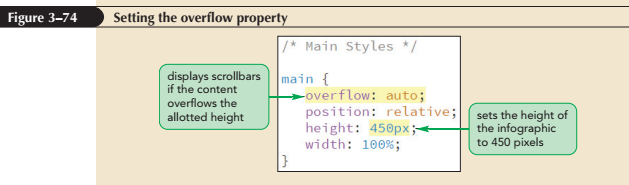 Figure 3–74
Setting the overflow property
/* Main Styles */
main {
overflow: auto;
position: relative;
height: 450px;
width: 100%;
}
displays scrollbars
if the content
overflows the
allotted height
sets the height of
the infographic
to 450 pixels